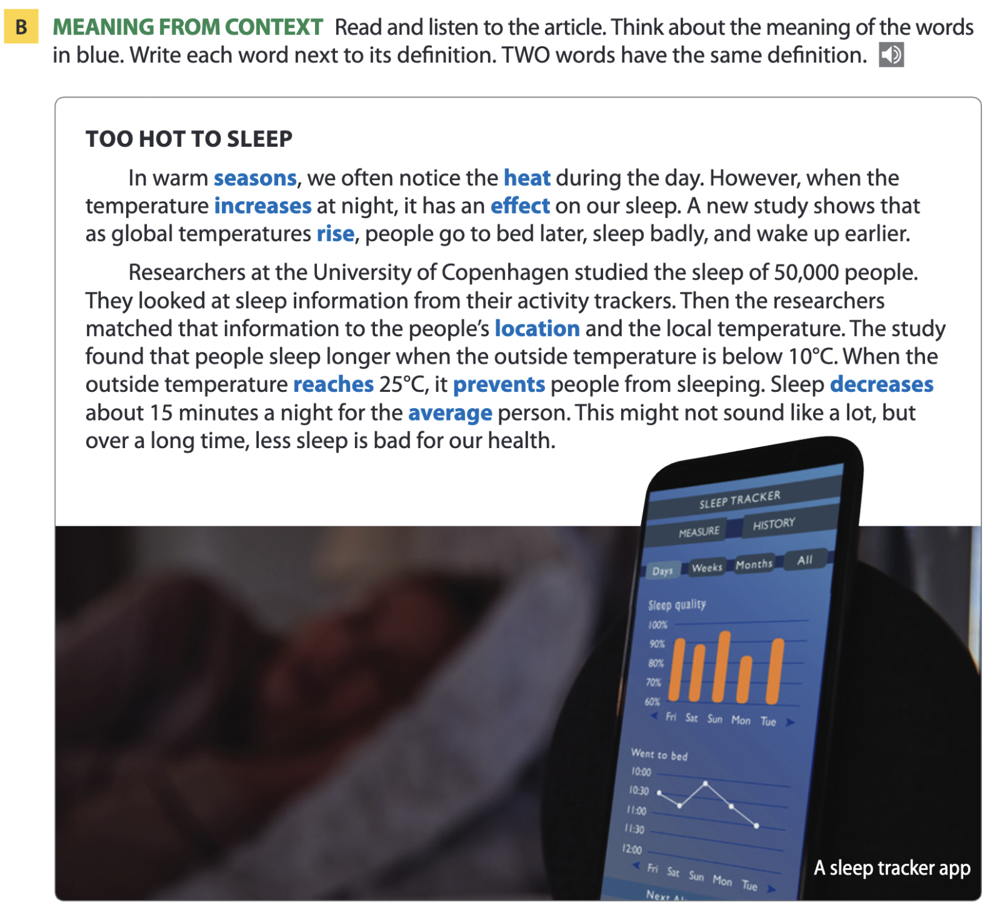 B MEANING FROM CONTEXT Read and listen to the article. Think about the meaning of the words
in blue. Write each word next to its definition. TWO words have the same definition.
TOO HOT TO SLEEP
In warm seasons, we often notice the heat during the day. However, when the
temperature increases at night, it has an effect on our sleep. A new study shows that
as global temperatures rise, people go to bed later, sleep badly, and wake up earlier.
Researchers at the University of Copenhagen studied the sleep of 50,000 people.
They looked at sleep information from their activity trackers. Then the researchers
matched that information to the people's location and the local temperature. The study
found that people sleep longer when the outside temperature is below 10°C. When the
outside temperature reaches 25°C, it prevents people from sleeping. Sleep decreases
about 15 minutes a night for the average person. This might not sound like a lot, but
over a long time, less sleep is bad for our health.
SLEEP TRACKER
MEASURE HISTORY
Days Weeks Months All
Sleep quality
100%
90%
80%
70%
60%
Fri Sat Sun Mon Tue
Went to bed
10:00
10:30
11:00
11:30
12:00
Fri Sat Sun Mon Tue
Next
A sleep tracker app